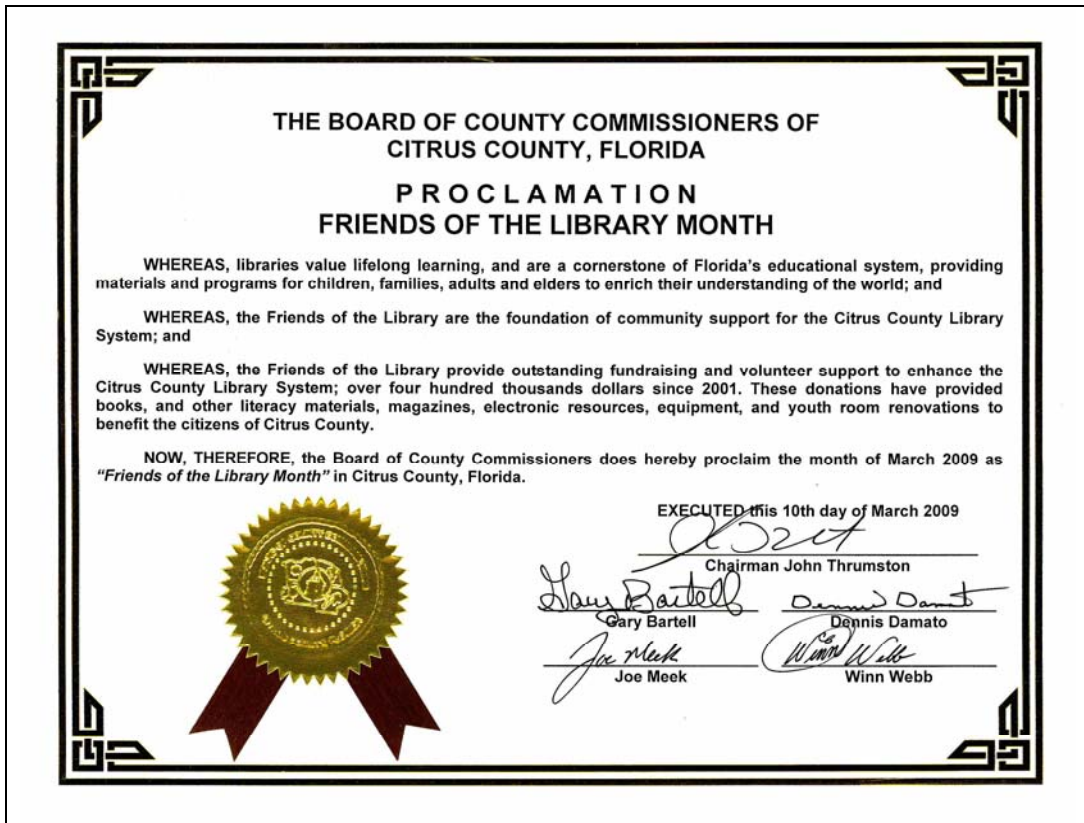 THE BOARD OF COUNTY COMMISSIONERS OF
CITRUS COUNTY, FLORIDA
PROCLAMATION
FRIENDS OF THE LIBRARY MONTH
WHEREAS, libraries value lifelong learning, and are a cornerstone of Florida's educational system, providing
materials and programs for children, families, adults and elders to enrich their understanding of the world; and
WHEREAS, the Friends of the Library are the foundation of community support for the Citrus County Library
System; and
WHEREAS, the Friends of the Library provide outstanding fundraising and volunteer support to enhance the
Citrus County Library System; over four hundred thousands dollars since 2001. These donations have provided
books, and other literacy materials, magazines, electronic resources, equipment, and youth room renovations to
benefit the citizens of Citrus County.
NOW, THEREFORE, the Board of County Commissioners does hereby proclaim the month of March 2009 as
"Friends of the Library Month" in Citrus County, Florida.
EXECUTED this 10th day of March 2009
Chairman John Thrumston
Gary Bartell Dennis Damato
Gary Bartell Dennis Damato
Joe Meek Winn Webb
Joe Meek Winn Webb